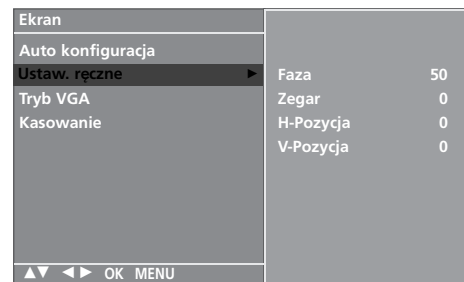 Ekran
Auto konfiguracja
Ustaw. ręczne ►
Tryb VGA
Kasowanie
▲▼ ◄► OK MENU
Faza 50
Zegar 0
H-Pozycja 0
V-Pozycja 0